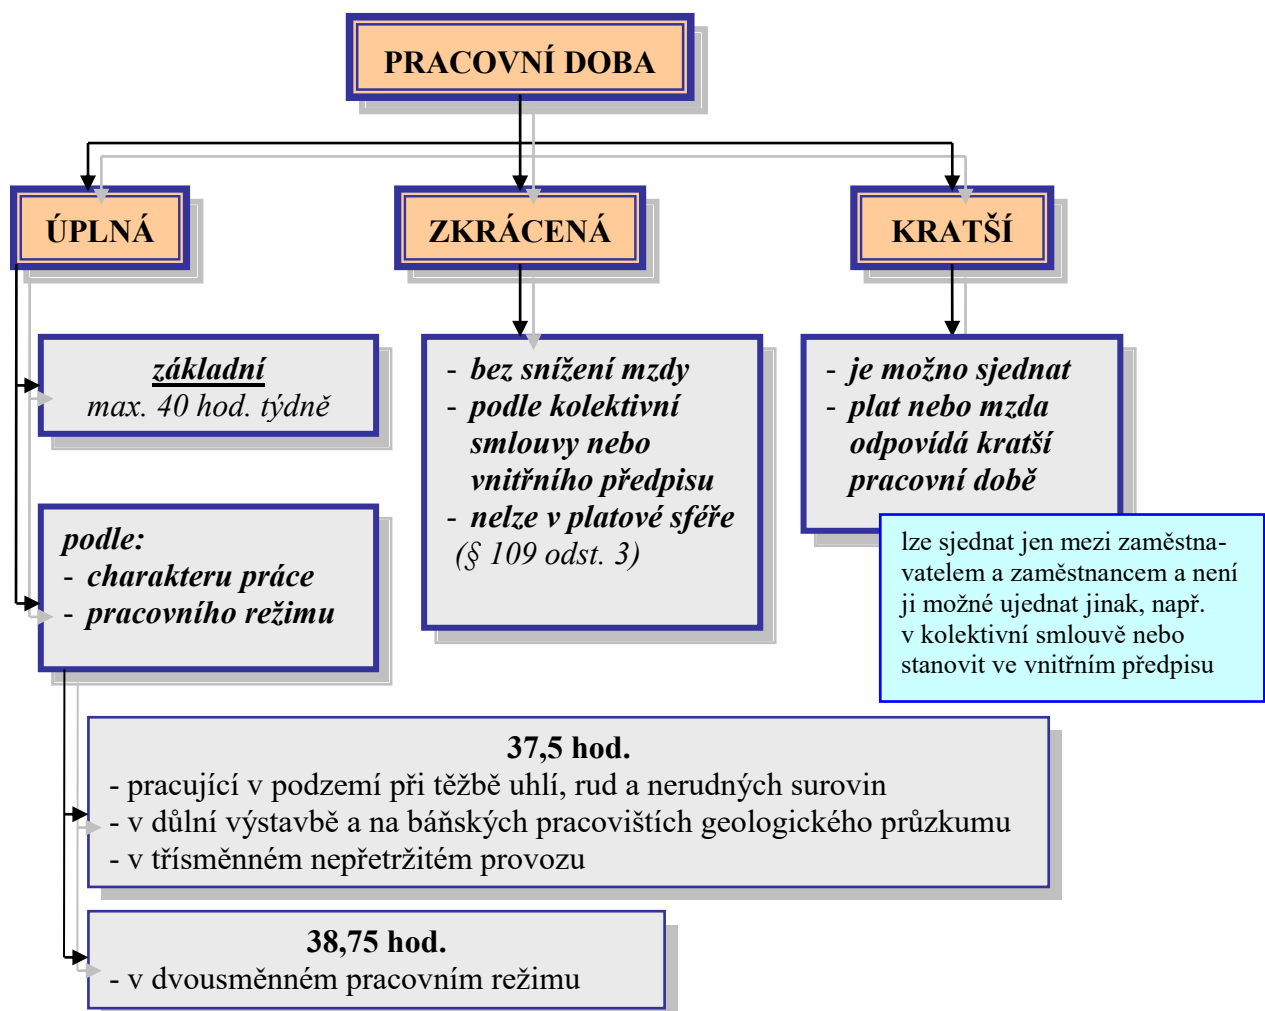 PRACOVNÍ DOBA
ÚPLNÁ
ZKRÁCENÁ
KRATŠÍ
základní
max. 40 hod. týdně
podle:
- charakteru práce
- pracovního režimu
- bez snížení mzdy
- podle kolektivní
smlouvy nebo
vnitřního předpisu
- nelze v platové sféře
(§ 109 odst. 3)
- je možno sjednat
- plat nebo mzda
odpovídá kratší
pracovní době
lze sjednat jen mezi zaměstna-
vatelem a zaměstnancem a není
ji možné ujednat jinak, např.
v kolektivní smlouvě nebo
stanovit ve vnitřním předpisu
37,5 hod.
- pracující v podzemí při těžbě uhlí, rud a nerudných surovin
- v důlní výstavbě a na báňských pracovištích geologického průzkumu
- v třísměnném nepřetržitém provozu
38,75 hod.
- v dvousměnném pracovním režimu